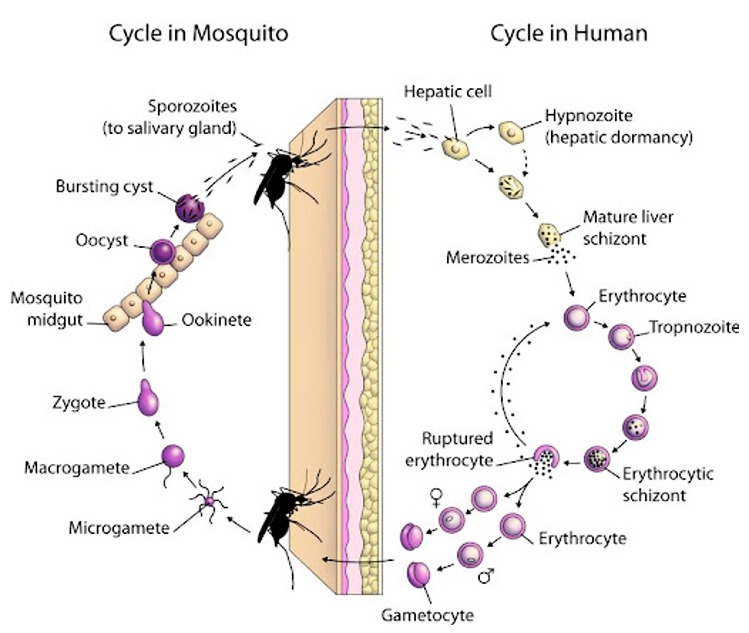 Cycle in Mosquito
Cycle in Human
Sporozoites
(to salivary gland)
Bursting cyst
Oocyst
Mosquito
midgut
Ookinete
Zygote
Macrogamete
Microgamete
Hepatic cell
Hypnozoite
(hepatic dormancy)
Mature liver
schizont
Merozoites
Erythrocyte
Tropnozoite
Ruptured
erythrocyte
Erythrocytic
schizont
♀
Erythrocyte
♂
Gametocyte